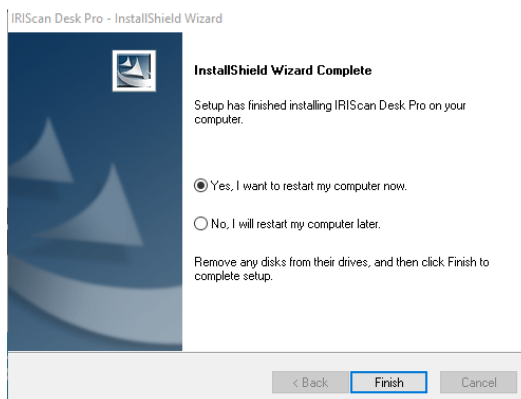 IRIScan Desk Pro - InstallShield Wizard
InstallShield Wizard Complete
Setup has finished installing IRIScan Desk Pro on your
computer.
Yes, I want to restart my computer now.
No, I will restart my computer later.
Remove any disks from their drives, and then click Finish to
complete setup.
< Back Finish Cancel